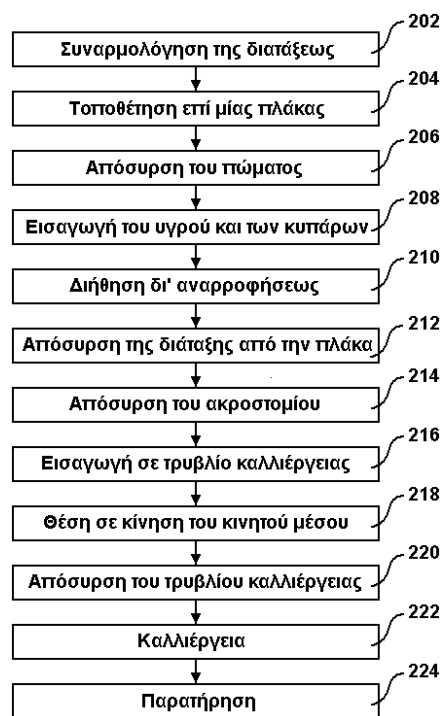 202
Συναρμολόγηση της διατάξεως
204
Τοποθέτηση επί μίας πλάκας
206
Απόσυρση του πώματος
208
Εισαγωγή του υγρού και των κυπάρων
210
Διήθηση δι' αναρροφήσεως
212
Απόσυρση της διάταξης από την πλάκα
214
Απόσυρση του ακροστομίου
216
Εισαγωγή σε τρυβλίο καλλιέργειας
218
Θέση σε κίνηση του κινητού μέσου
220
Απόσυρση του τρυβλίου καλλιέργειας
222
Καλλιέργεια
224
Παρατήρηση